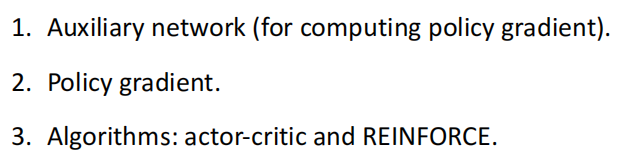 1. Auxiliary network (for computing policy gradient).
2. Policy gradient.
3. Algorithms: actor-critic and REINFORCE.